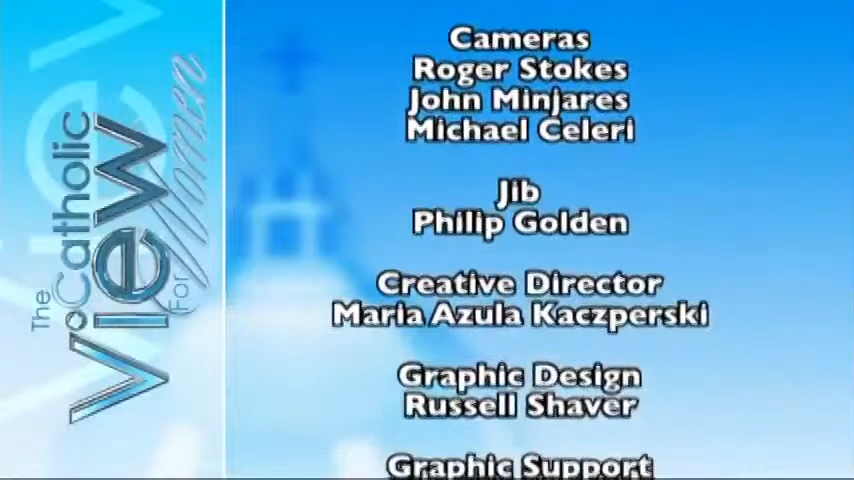 The Catholic
View
For Women
Cameras
Roger Stokes
John Minjares
Michael Celeri
Jib
Philip Golden
Creative Director
Maria Azula Kaczperski
Graphic Design
Russell Shaver
Graphic Support